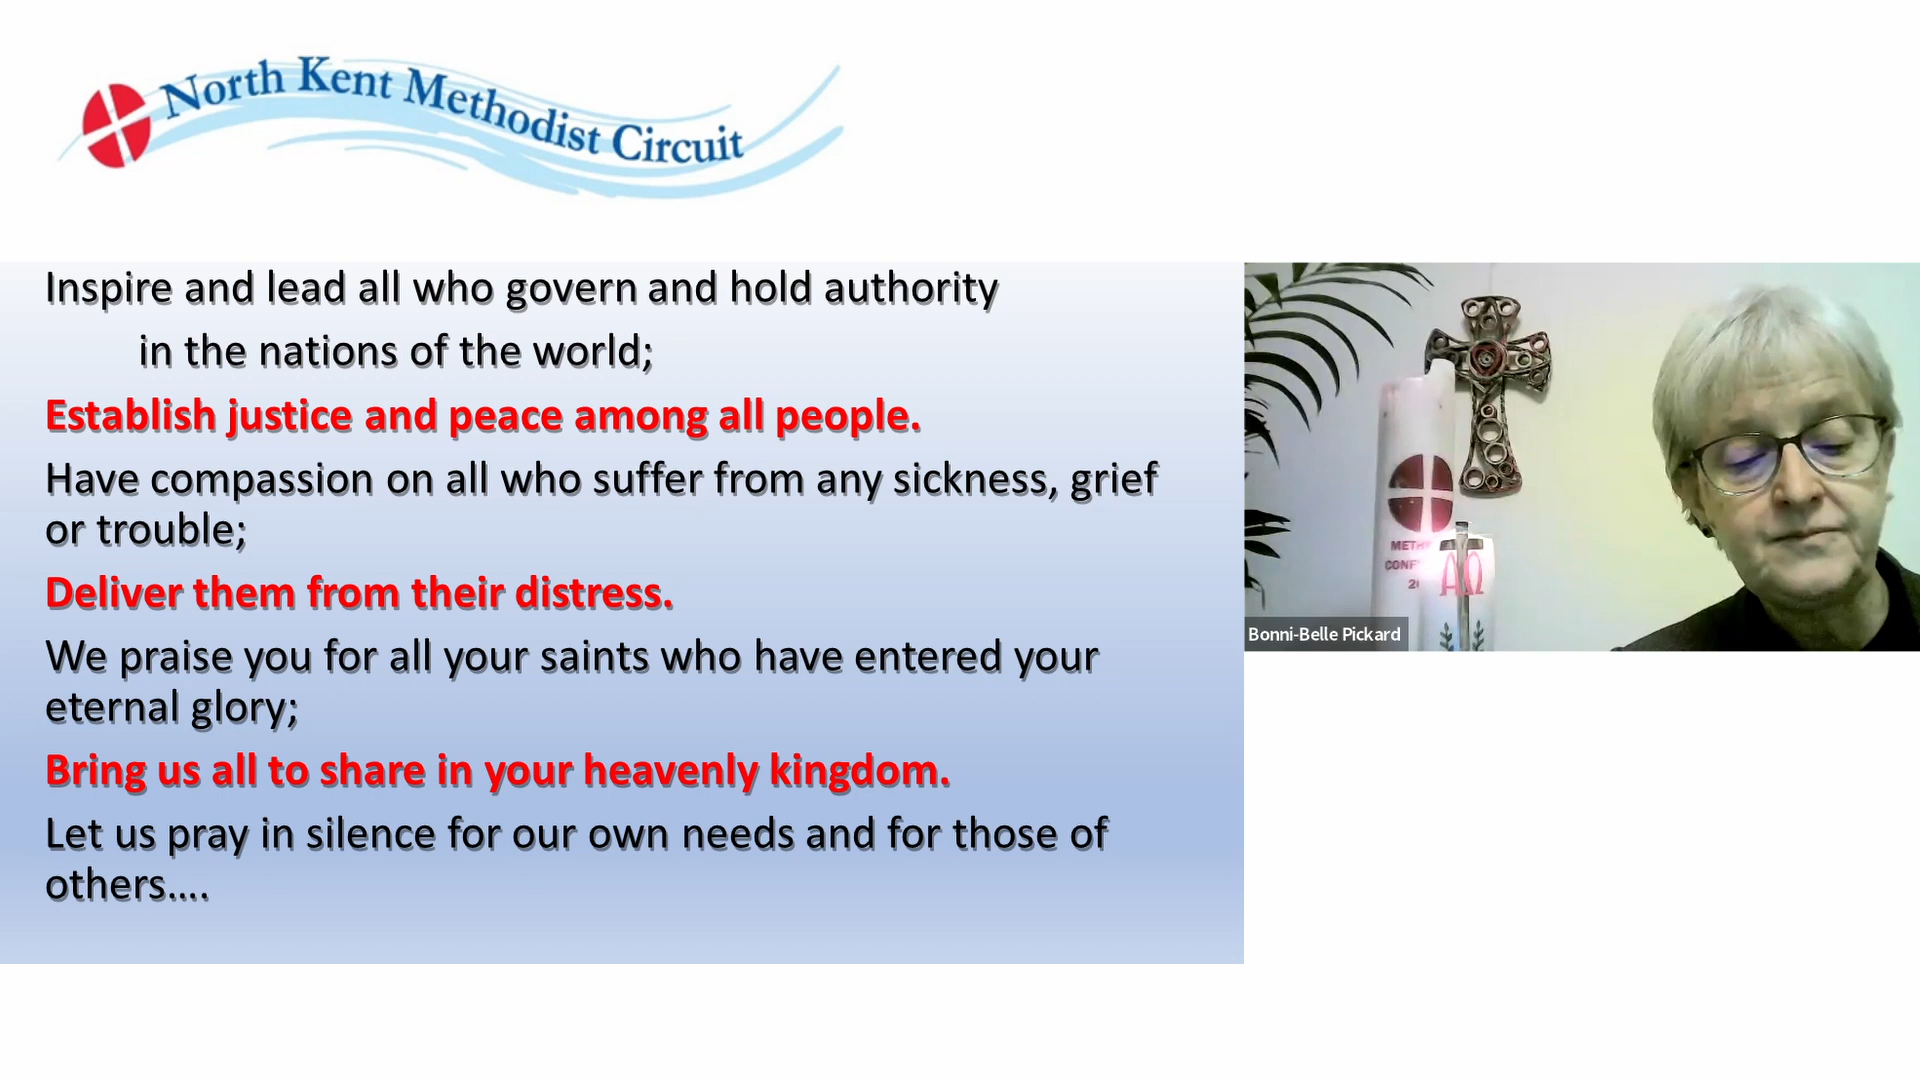 North Kent Methodist Circuit
Inspire and lead all who govern and hold authority
in the nations of the world;
Establish justice and peace among all people.
Have compassion on all who suffer from any sickness, grief
or trouble;
Deliver them from their distress.
We praise you for all your saints who have entered your
eternal glory;
Bring us all to share in your heavenly kingdom.
Let us pray in silence for our own needs and for those of
others....
ΑΩ
Bonni-Belle Pickard